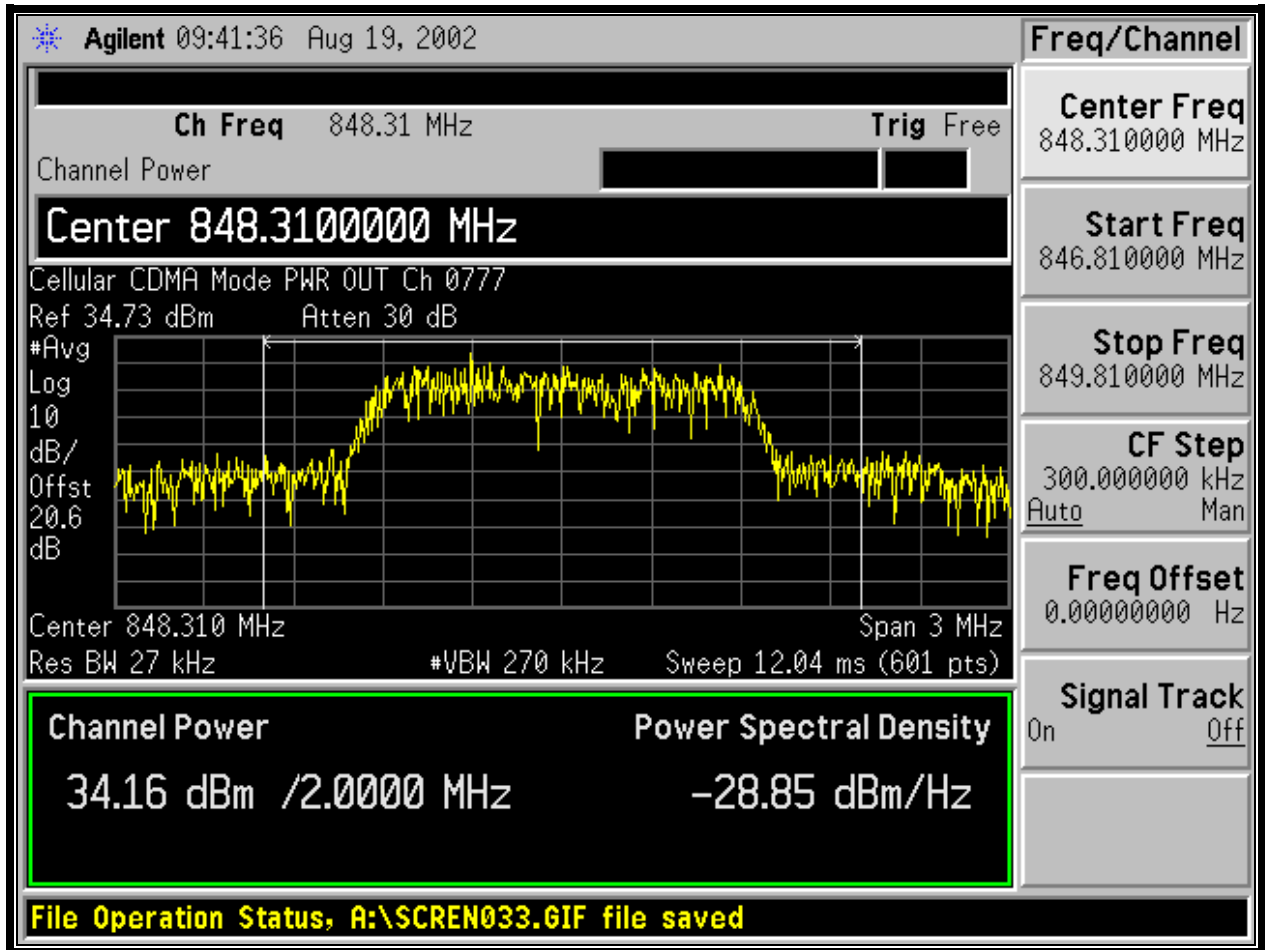 Agilent 09:41:36 Aug 19, 2002
Freq/Channel
Ch Freq 848.31 MHz Trig Free
Channel Power
Center 848.3100000 MHz
Cellular CDMA Mode PWR OUT Ch 0777
Ref 34.73 dBm Atten 30 dB
#Avg
Log
10
dB/
Offst
20.6
dB
Center 848.310 MHz Span 3 MHz
Res BW 27 kHz #VBW 270 kHz Sweep 12.04 ms (601 pts)
Channel Power Power Spectral Density
34.16 dBm /2.0000 MHz -28.85 dBm/Hz
File Operation Status, A:\SCREN033.GIF file saved
Center Freq
848.310000 MHz
Start Freq
846.810000 MHz
Stop Freq
849.810000 MHz
CF Step
300.000000 kHz
Auto Man
Freq Offset
0.00000000 Hz
Signal Track
On Off